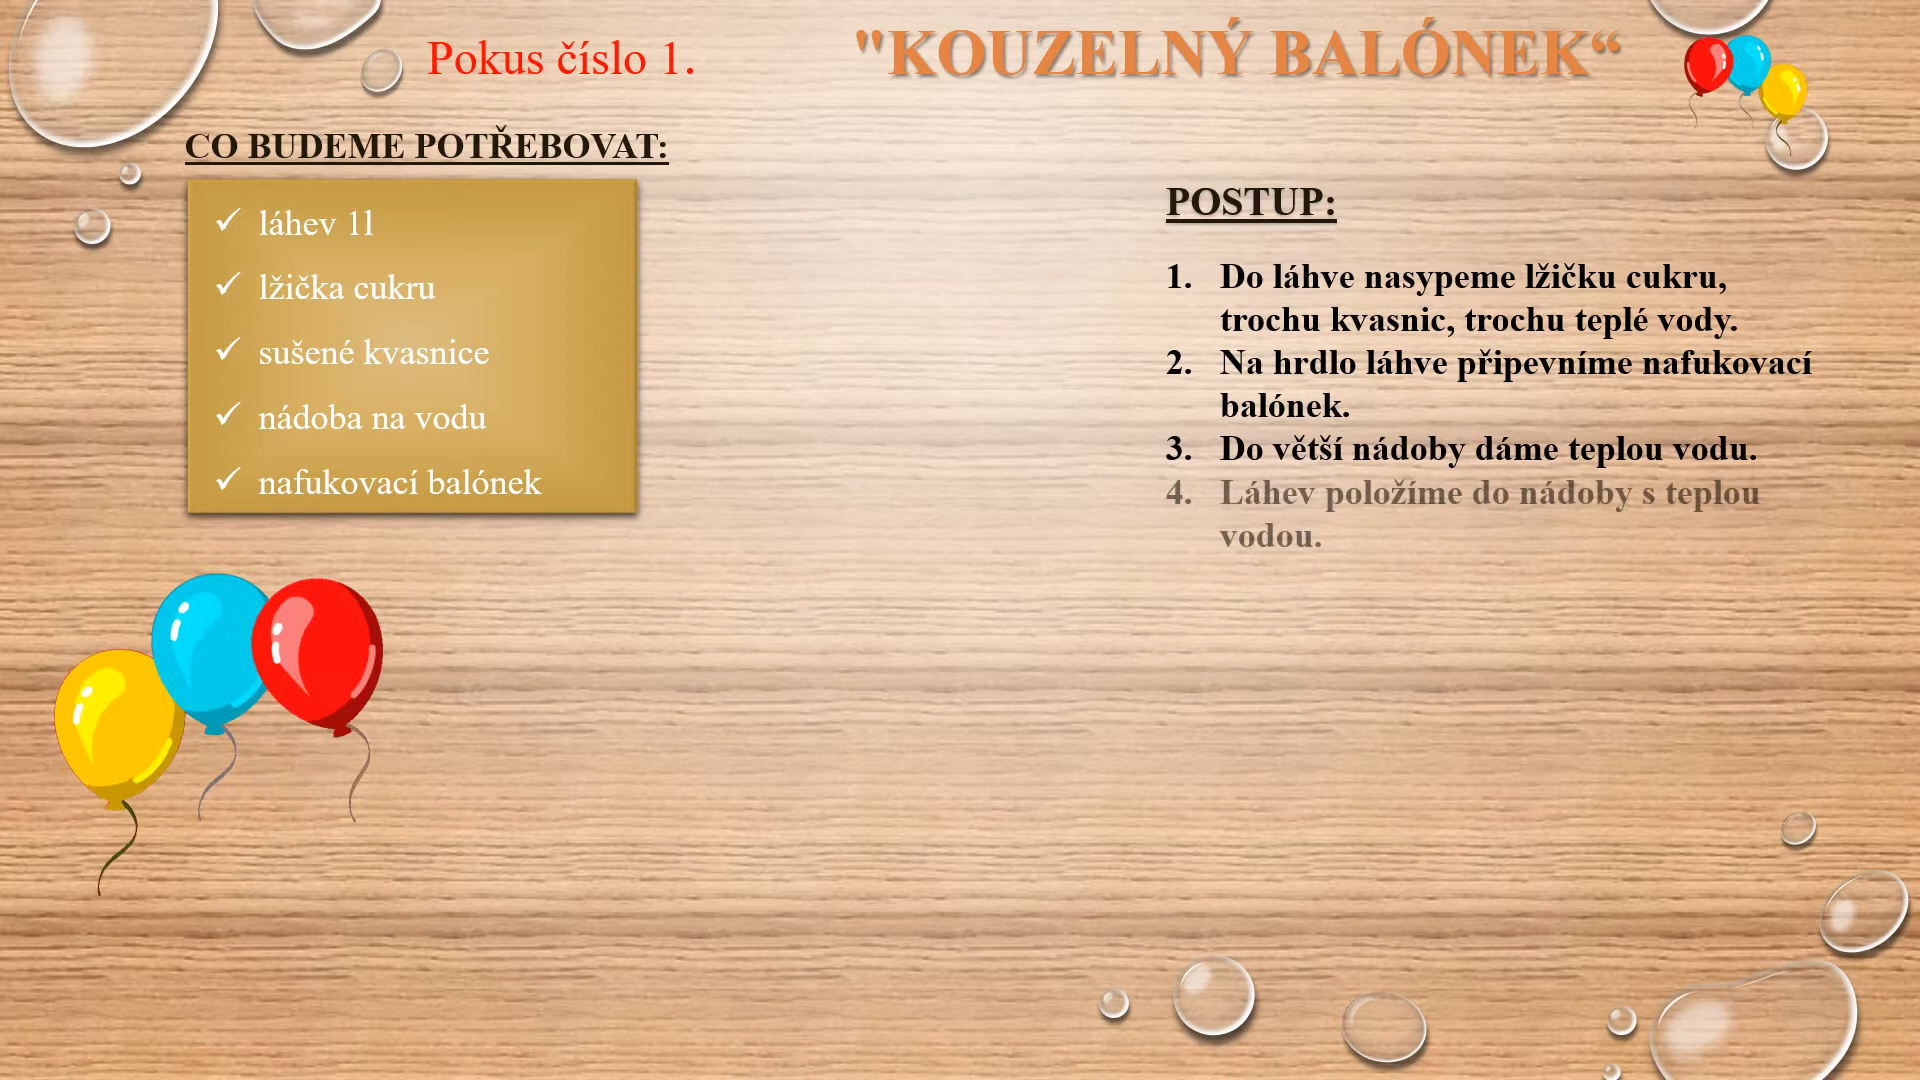 Pokus číslo 1.
"KOUZELNÝ BALÓNEK“
CO BUDEME POTŘEBOVAT:
✓ láhev 1l
✓ lžička cukru
✓ sušené kvasnice
✓ nádoba na vodu
✓ nafukovací balónek
POSTUP:
1. Do láhve nasypeme lžičku cukru,
trochu kvasnic, trochu teplé vody.
2. Na hrdlo láhve připevníme nafukovací
balónek.
3. Do větší nádoby dáme teplou vodu.
4. Láhev položíme do nádoby s teplou
vodou.